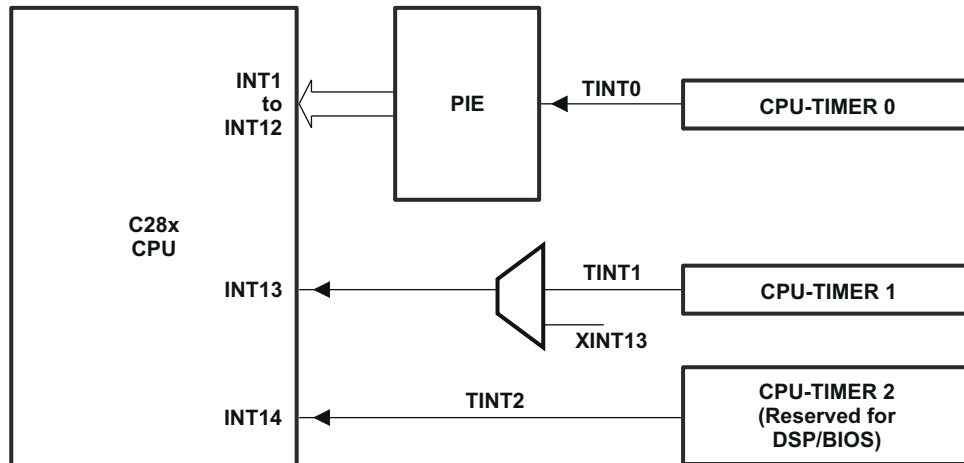 INT1
to
INT12
PIE
TINT0
CPU-TIMER 0
C28x
CPU
INT13
TINT1
CPU-TIMER 1
XINT13
INT14
TINT2
CPU-TIMER 2
(Reserved for
DSP/BIOS)